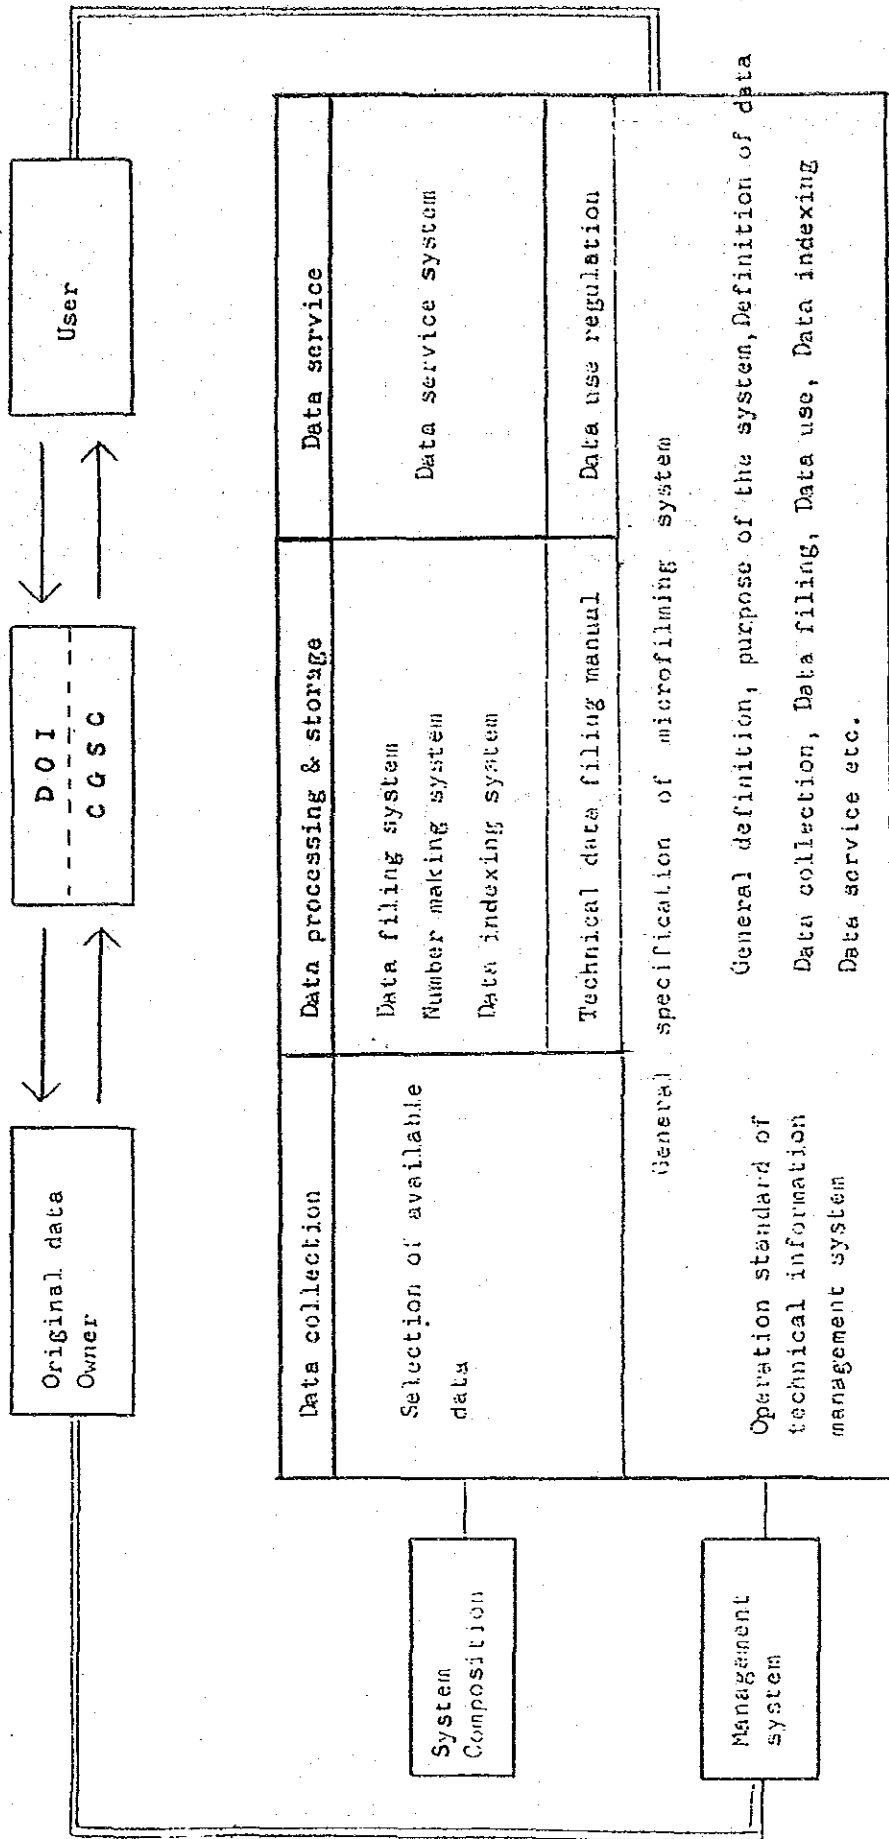 Original data
Owner
D O I
C G S C
User
Data collection
Data processing & storage
Data service
System
Composition
Selection of available
data
Data filing system
Number making system
Data indexing system
Data service system
Technical data filing manual
Data use regulation
Management
system
General specification of microfilming system
Operation standard of
technical information
management system
General definition, purpose of the system, Definition of data
Data collection, Data filing, Data use, Data indexing
Data service etc.